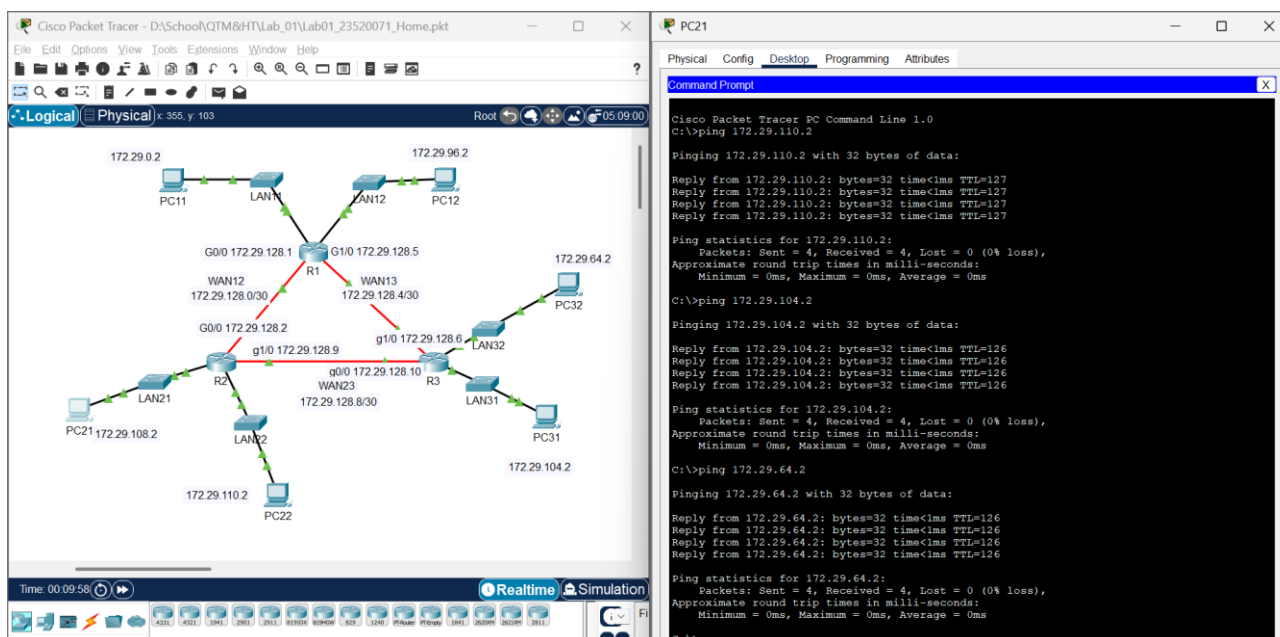 Cisco Packet Tracer - D:\School\QTM&HT\Lab_01\Lab01_23520071_Home.pkt
File Edit Options View Tools Extensions Window Help
?
Logical Physical x: 355, y: 103 Root 05:09:00
172.29.0.2
172.29.96.2
PC11
LAN11
LAN12
PC12
G0/0 172.29.128.1
G1/0 172.29.128.5
R1
172.29.64.2
WAN12
172.29.128.0/30
WAN13
172.29.128.4/30
PC32
G0/0 172.29.128.2
g1/0 172.29.128.6
LAN32
g1/0 172.29.128.9
g0/0 172.29.128.10
R2
R3
WAN23
172.29.128.8/30
LAN21
LAN31
PC21
172.29.108.2
LAN22
PC31
172.29.104.2
172.29.110.2
PC22
Time: 00:09:58 Realtime Simulation
4331 4321 1941 2901 2911 819IOX 819HGW 829 1240 PT-Router PT-Empty 1841 2620XM 2621XM 2811
Fi
PC21
Physical Config Desktop Programming Attributes
Command Prompt X
Cisco Packet Tracer PC Command Line 1.0
C:\>ping 172.29.110.2
Pinging 172.29.110.2 with 32 bytes of data:
Reply from 172.29.110.2: bytes=32 time<1ms TTL=127
Reply from 172.29.110.2: bytes=32 time<1ms TTL=127
Reply from 172.29.110.2: bytes=32 time<1ms TTL=127
Reply from 172.29.110.2: bytes=32 time<1ms TTL=127
Ping statistics for 172.29.110.2:
Packets: Sent = 4, Received = 4, Lost = 0 (0% loss),
Approximate round trip times in milli-seconds:
Minimum = 0ms, Maximum = 0ms, Average = 0ms
C:\>ping 172.29.104.2
Pinging 172.29.104.2 with 32 bytes of data:
Reply from 172.29.104.2: bytes=32 time<1ms TTL=126
Reply from 172.29.104.2: bytes=32 time<1ms TTL=126
Reply from 172.29.104.2: bytes=32 time<1ms TTL=126
Reply from 172.29.104.2: bytes=32 time<1ms TTL=126
Ping statistics for 172.29.104.2:
Packets: Sent = 4, Received = 4, Lost = 0 (0% loss),
Approximate round trip times in milli-seconds:
Minimum = 0ms, Maximum = 0ms, Average = 0ms
C:\>ping 172.29.64.2
Pinging 172.29.64.2 with 32 bytes of data:
Reply from 172.29.64.2: bytes=32 time<1ms TTL=126
Reply from 172.29.64.2: bytes=32 time<1ms TTL=126
Reply from 172.29.64.2: bytes=32 time<1ms TTL=126
Reply from 172.29.64.2: bytes=32 time<1ms TTL=126
Ping statistics for 172.29.64.2:
Packets: Sent = 4, Received = 4, Lost = 0 (0% loss),
Approximate round trip times in milli-seconds:
Minimum = 0ms, Maximum = 0ms, Average = 0ms